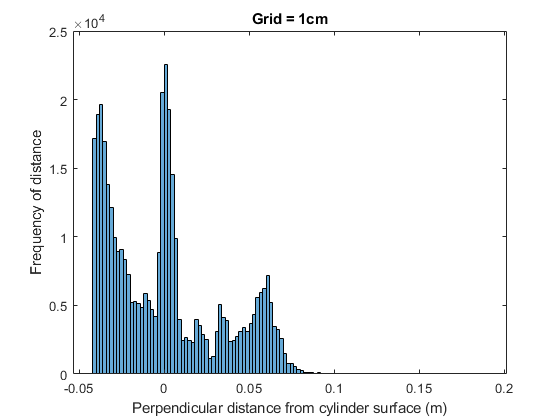 Grid = 1cm
×10⁴
2.5
2
1.5
1
0.5
0
Frequency of distance
-0.05 0 0.05 0.1 0.15 0.2
Perpendicular distance from cylinder surface (m)